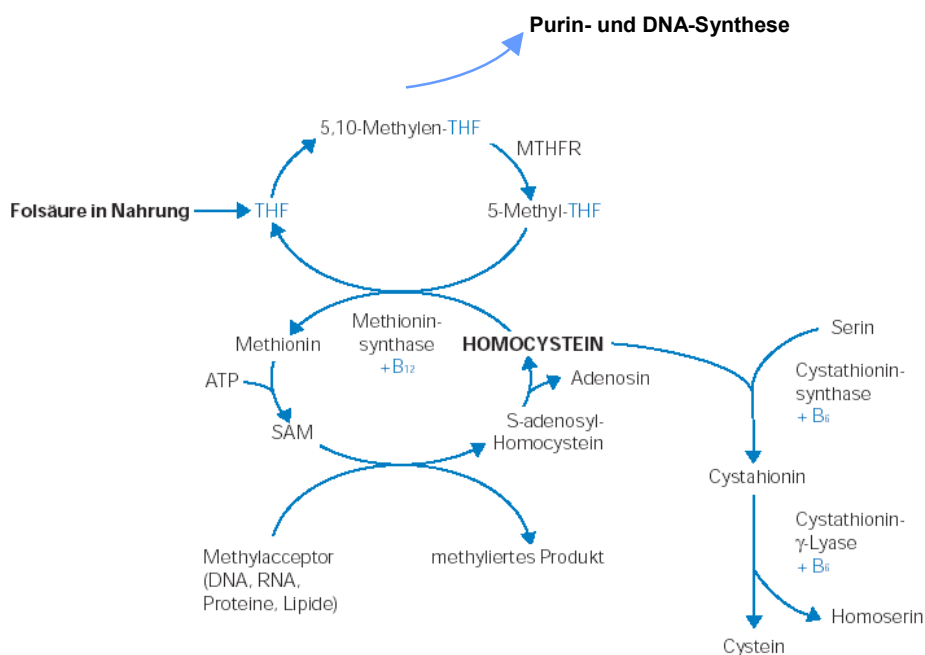 Purin- und DNA-Synthese
5,10-Methylen-THF
MTHFR
Folsäure in Nahrung
THF
5-Methyl-THF
Methionin
Methionin-
synthase
+B₁₂
HOMOCYSTEIN
Serin
ATP
Adenosin
Cystathionin-
synthase
+ B₆
SAM
S-adenosyl-
Homocystein
Cystahionin
Methylacceptor
(DNA, RNA,
Proteine, Lipide)
methyliertes Produkt
Cystathionin-
γ-Lyase
+ B₆
Homoserin
Cystein